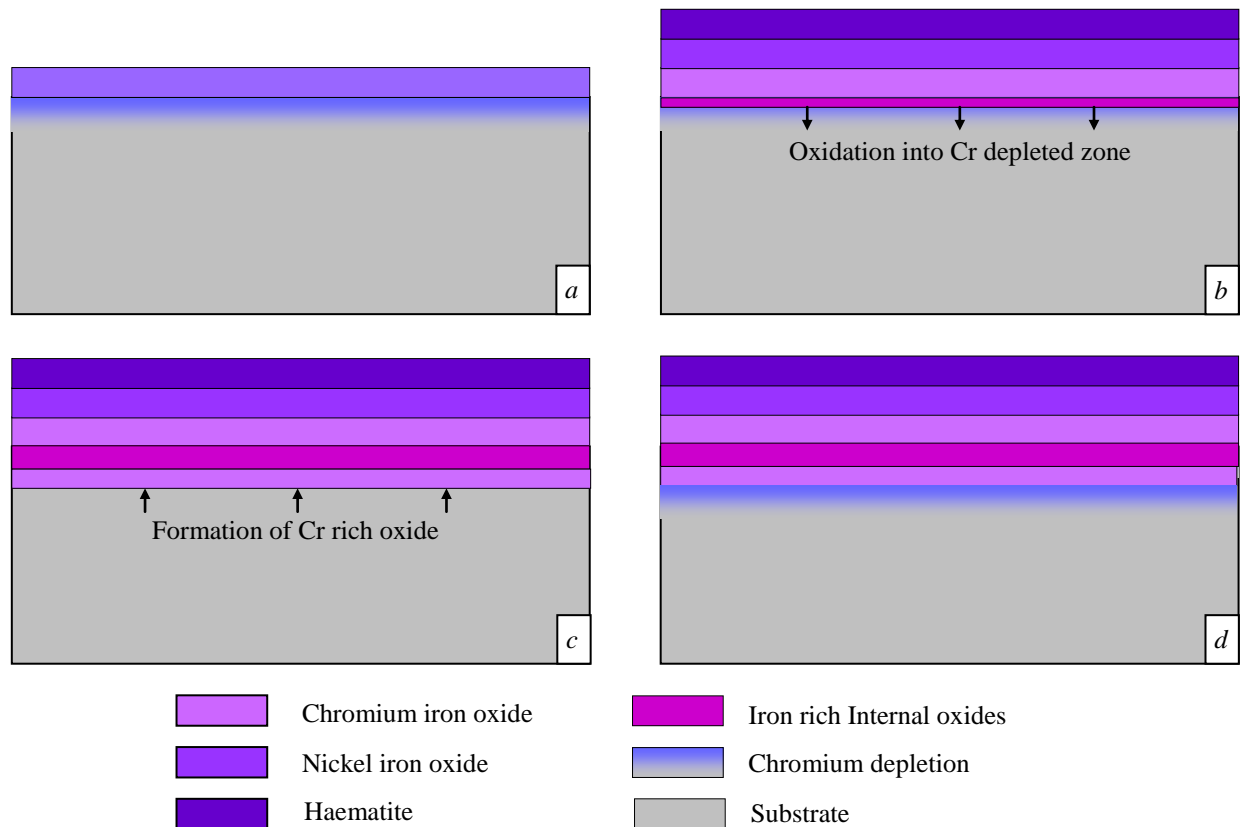 a
Oxidation into Cr depleted zone
b
Formation of Cr rich oxide
c
d
Chromium iron oxide
Iron rich Internal oxides
Nickel iron oxide
Chromium depletion
Haematite
Substrate